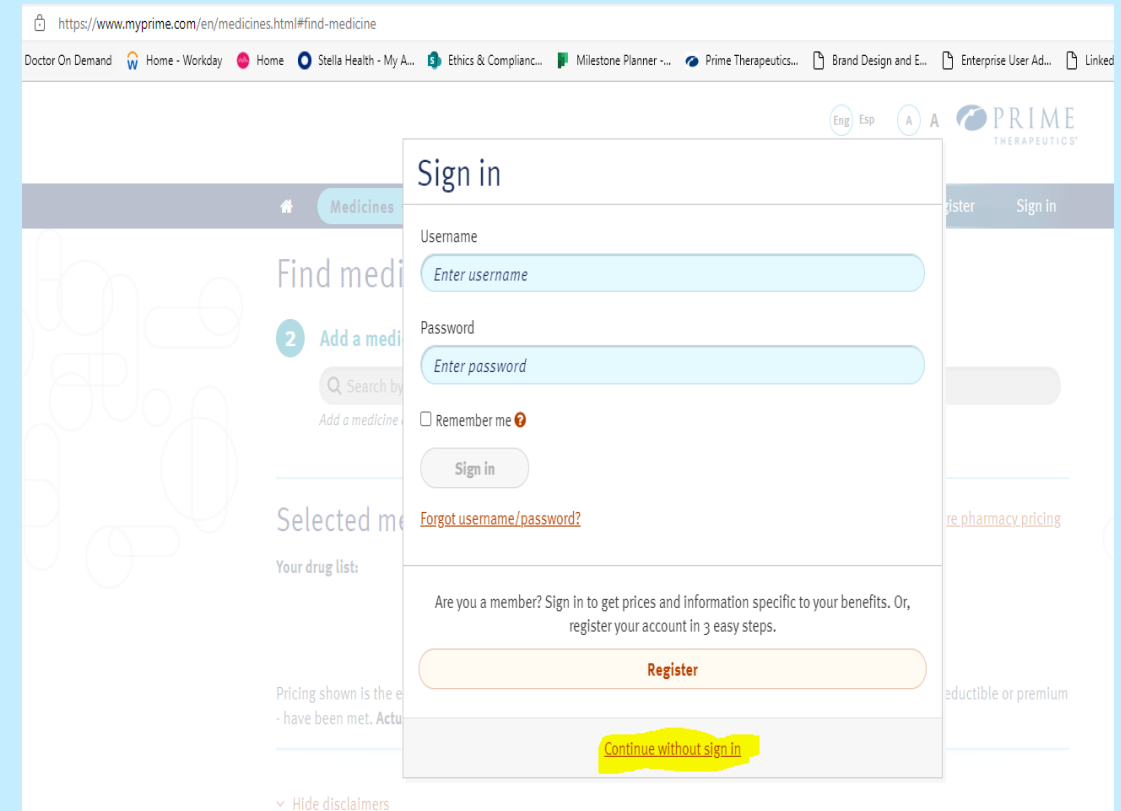 https://www.myprime.com/en/medicines.html#find-medicine
Doctor On Demand Home - Workday Home Stella Health - My A... Ethics & Complianc... Milestone Planner -... Prime Therapeutics... Brand Design and E... Enterprise User Ad... Linked
Eng Esp A A PRIME
THERAPEUTICS
Sign in
Medicines gister Sign in
Username
Find medi
Enter username
Password
2 Add a medi
Enter password
Search by
Add a medicine
Remember me ?
Sign in
Selected me
Forgot username/password?
re pharmacy pricing
Your drug list:
Are you a member? Sign in to get prices and information specific to your benefits. Or,
register your account in 3 easy steps.
Register
Pricing shown is the e eductible or premium
- have been met. Actu
Continue without sign in
Hide disclaimers